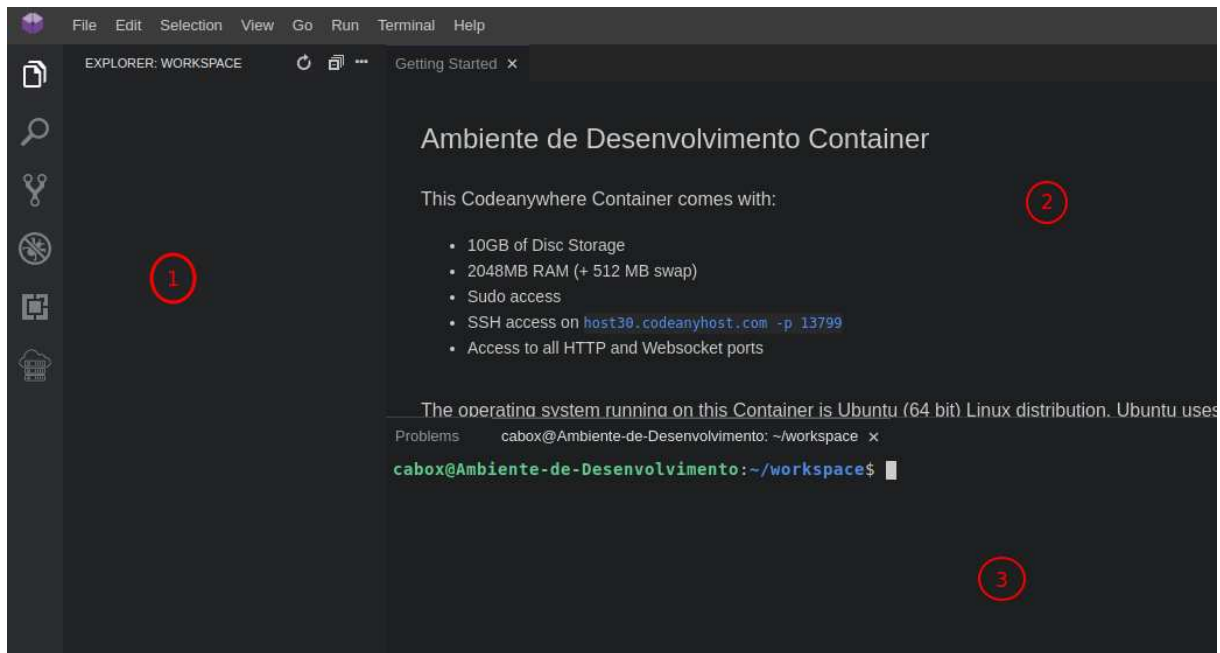 File Edit Selection View Go Run Terminal Help
EXPLORER: WORKSPACE
Getting Started ×
Ambiente de Desenvolvimento Container
This Codeanywhere Container comes with:
• 10GB of Disc Storage
• 2048MB RAM (+ 512 MB swap)
• Sudo access
• SSH access on host30.codeanyhost.com -p 13799
• Access to all HTTP and Websocket ports
The operating system running on this Container is Ubuntu (64 bit) Linux distribution. Ubuntu uses
1
2
Problems cabox@Ambiente-de-Desenvolvimento: ~/workspace ×
cabox@Ambiente-de-Desenvolvimento:~/workspace$
3